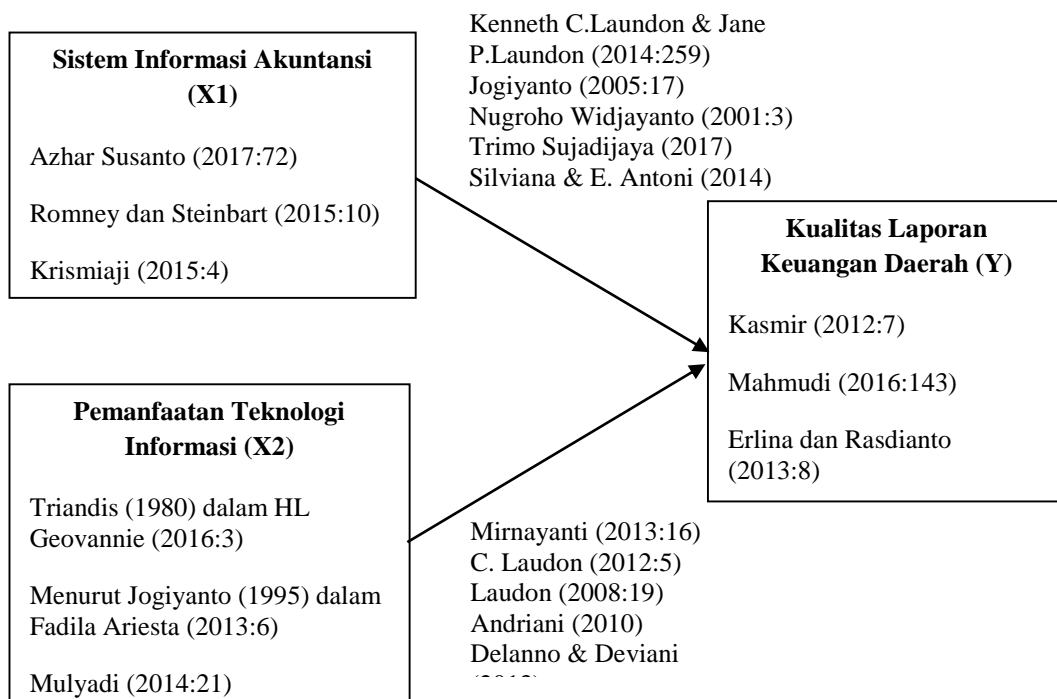 Kenneth C.Laundon & Jane
P.Laundon (2014:259)
Jogiyanto (2005:17)
Nugroho Widjayanto (2001:3)
Trimo Sujadijaya (2017)
Silviana & E. Antoni (2014)
Sistem Informasi Akuntansi
(X1)
Azhar Susanto (2017:72)
Romney dan Steinbart (2015:10)
Krismiaji (2015:4)
Kualitas Laporan
Keuangan Daerah (Y)
Kasmir (2012:7)
Mahmudi (2016:143)
Erlina dan Rasdianto
(2013:8)
Pemanfaatan Teknologi
Informasi (X2)
Triandis (1980) dalam HL
Geovannie (2016:3)
Menurut Jogiyanto (1995) dalam
Fadila Ariesta (2013:6)
Mulyadi (2014:21)
Mirnayanti (2013:16)
C. Laudon (2012:5)
Laudon (2008:19)
Andriani (2010)
Delanno & Deviani